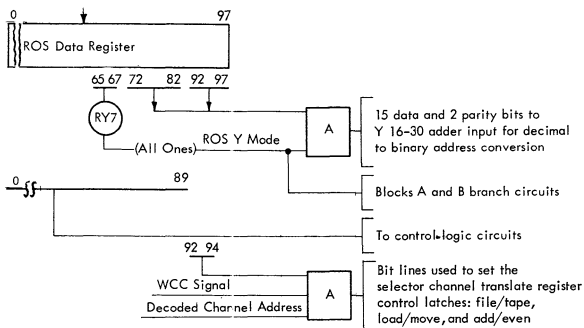 0 97
ROS Data Register
65 67 72 82 92 97
RY7
A
15 data and 2 parity bits to
Y 16-30 adder input for decimal
to binary address conversion
(All Ones) ROS Y Mode
Blocks A and B branch circuits
0 89
To control-logic circuits
92 94
WCC Signal
Decoded Channel Address
A
Bit lines used to set the
selector channel translate register
control latches: file/tape,
load/move, and add/even